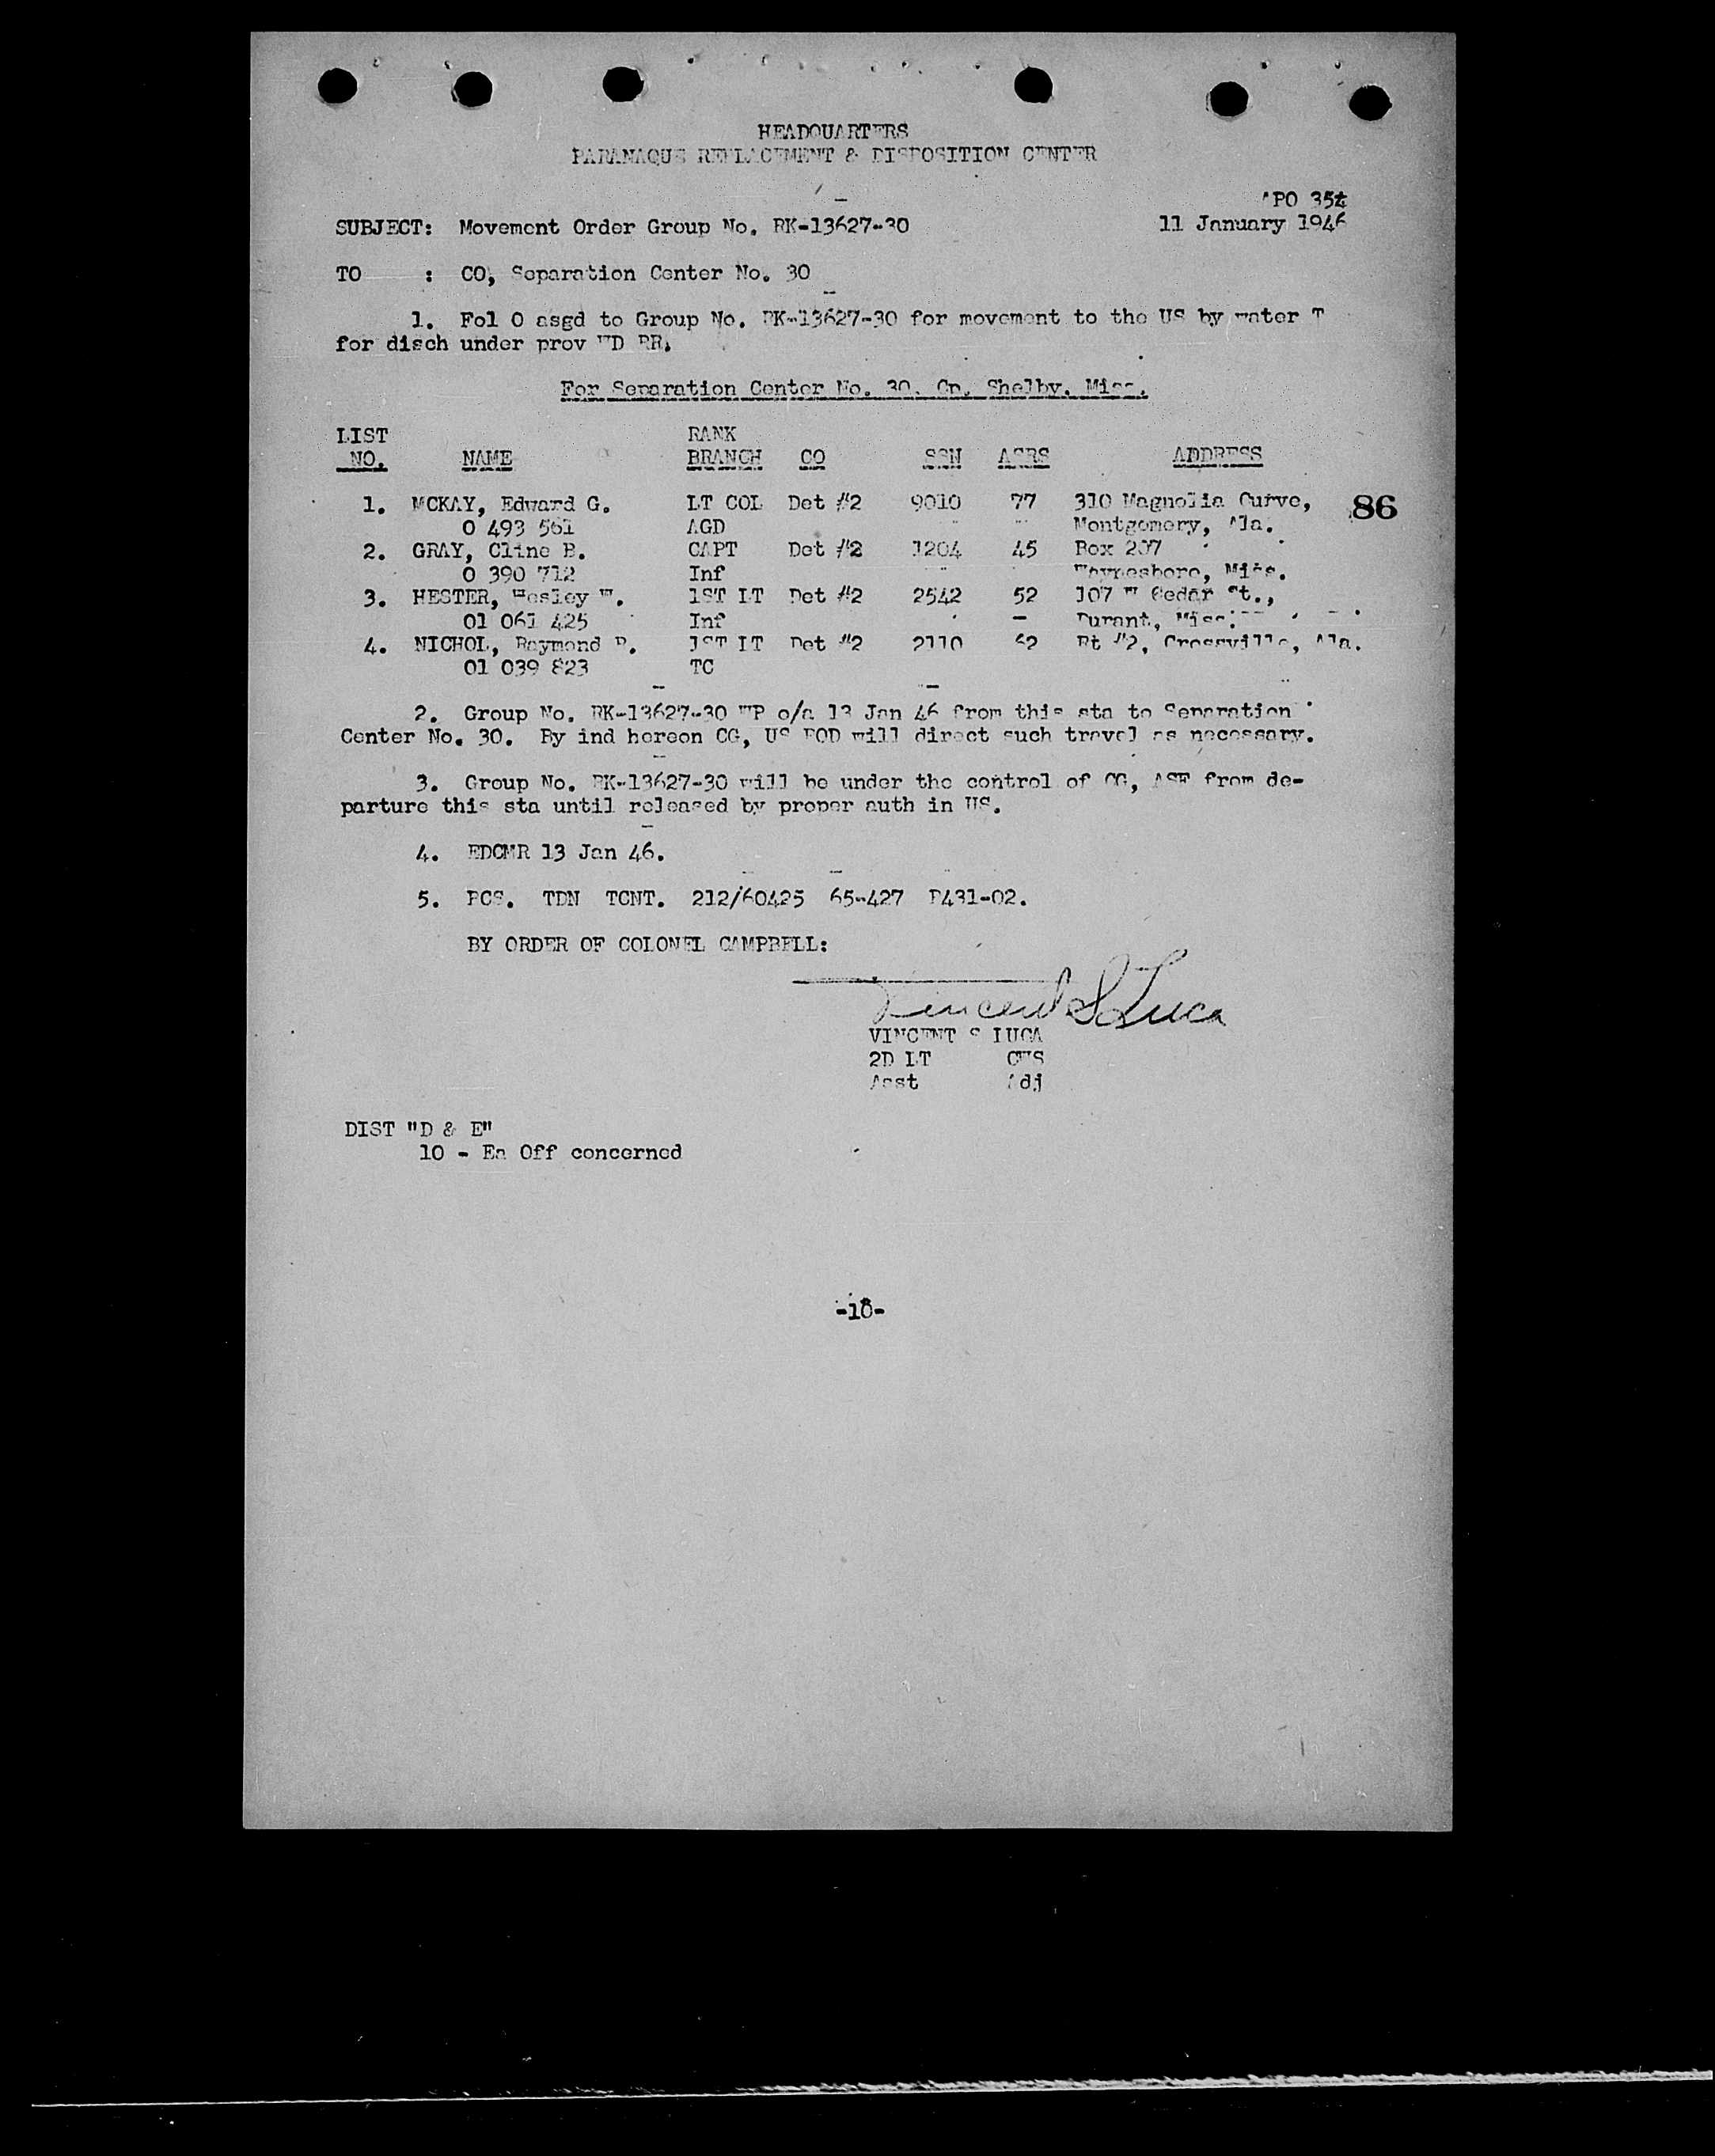 HEADQUARTERS
PARANAQUE REPLACEMENT & DISPOSITION CENTER
APO 354
SUBJECT: Movement Order Group No. RK-13627-30 11 January 1946
TO : CO, Separation Center No. 30
1. Fol O asgd to Group No. RK-13627-30 for movement to the US by water T
for disch under prov WD RR.
For Separation Center No. 30, Cp. Shelby, Miss.
LIST RANK
NO. NAME BRANCH CO SSN ASRS ADDRESS
1. MCKAY, Edward G. LT COL Det #2 9010 77 310 Magnolia Curve, 86
O 493 561 AGD Montgomery, Ala.
2. GRAY, Cline B. CAPT Det #2 1204 45 Box 207
O 390 712 Inf Waynesboro, Miss.
3. HESTER, Wesley W. 1ST LT Det #2 2542 52 107 W Cedar St.,
01 061 425 Inf Durant, Miss.
4. NICHOL, Raymond 1ST LT Det #2 2110 62 Rt #2, Crossville, Ala.
01 039 823 TC
2. Group No. RK-13627-30 WP o/a 13 Jan 46 from this sta to Separation
Center No. 30. By ind hereon CG, US POD will direct such travel as necessary.
3. Group No. RK-13627-30 will be under the control of CG, ASF from de-
parture this sta until released by proper auth in US.
4. EDCMR 13 Jan 46.
5. PCS. TDN TCNT. 212/60425 65-427 P431-02.
BY ORDER OF COLONEL CAMPBELL:
Vincent S Luca
VINCENT S LUCA
2D LT CWS
Asst Adj
DIST "D & E"
10 - Ea Off concerned